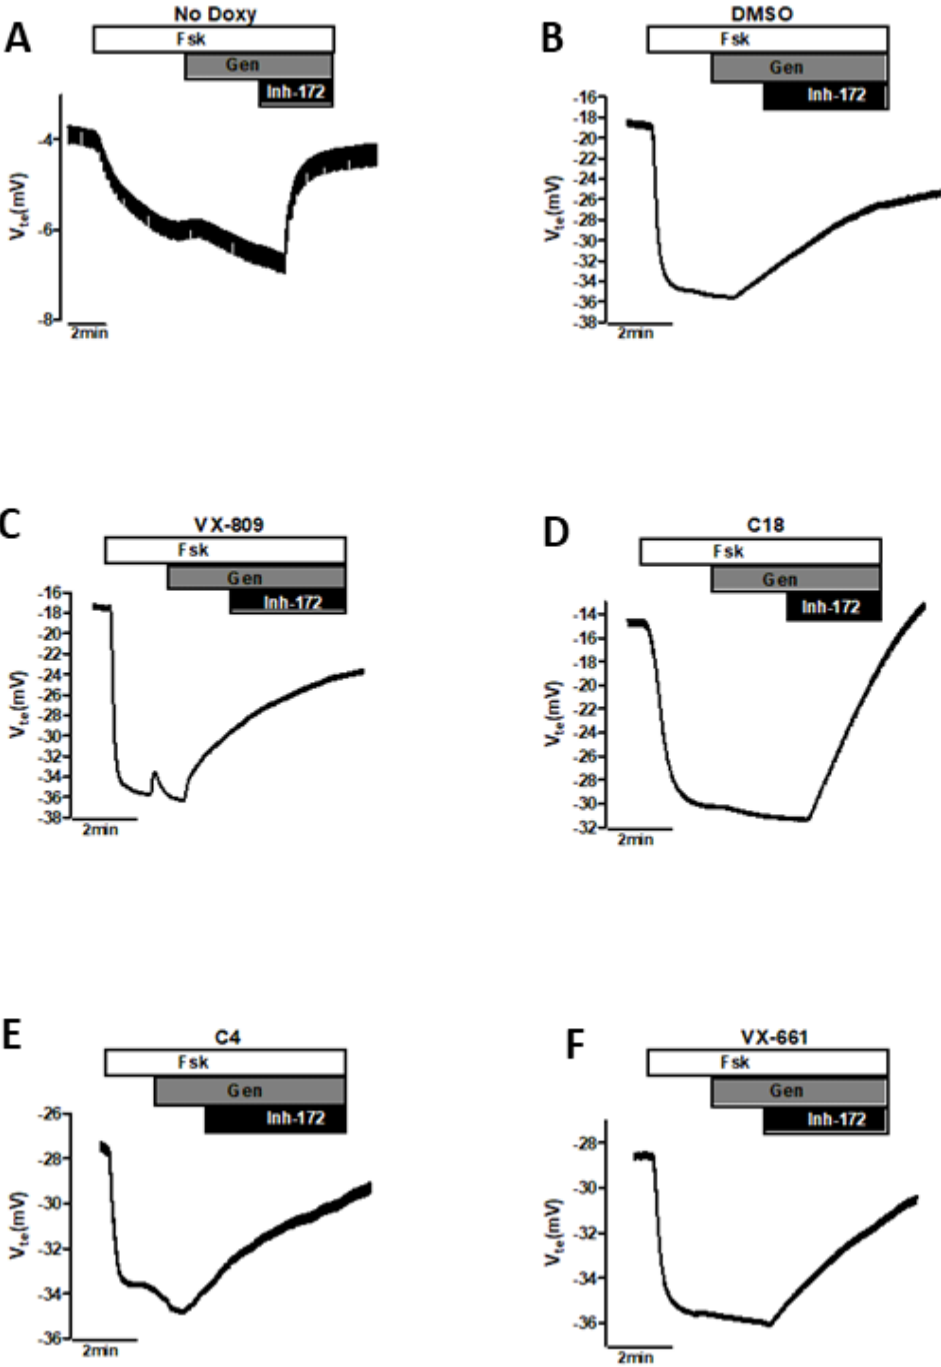 A
No Doxy
Fsk
Gen
Inh-172
-4
-6
-8
Vte(mV)
2min
B
DMSO
Fsk
Gen
Inh-172
-16
-18
-20
-22
-24
-26
-28
-30
-32
-34
-36
-38
Vte(mV)
2min
C
VX-809
Fsk
Gen
Inh-172
-16
-18
-20
-22
-24
-26
-28
-30
-32
-34
-36
-38
Vte(mV)
2min
D
C18
Fsk
Gen
Inh-172
-14
-16
-18
-20
-22
-24
-26
-28
-30
-32
Vte(mV)
2min
E
C4
Fsk
Gen
Inh-172
-26
-28
-30
-32
-34
-36
Vte(mV)
2min
F
VX-661
Fsk
Gen
Inh-172
-28
-30
-32
-34
-36
Vte(mV)
2min